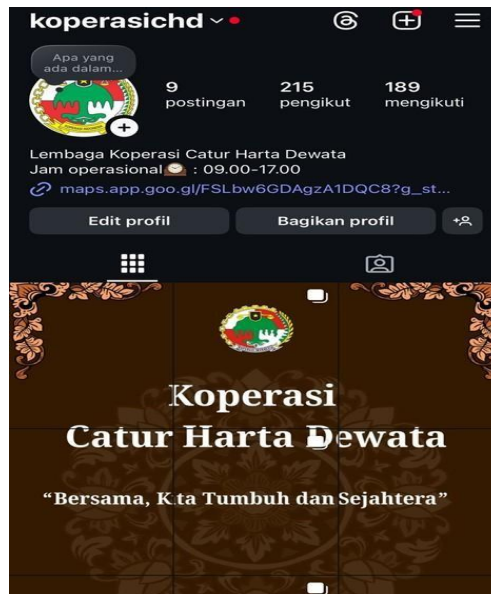 koperasichd
Apa yang
ada dalam...
9 215 189
postingan pengikut mengikuti
Lembaga Koperasi Catur Harta Dewata
Jam operasional🕰️ : 09.00-17.00
maps.app.goo.gl/FSLbw6GDAgzA1DQC8?g_st...
Edit profil Bagikan profil
Koperasi
Catur Harta Dewata
“Bersama, Kita Tumbuh dan Sejahtera”